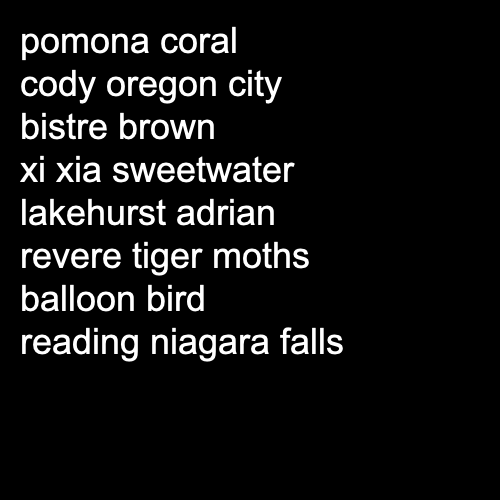 pomona coral
cody oregon city
bistre brown
xi xia sweetwater
lakehurst adrian
revere tiger moths
balloon bird
reading niagara falls